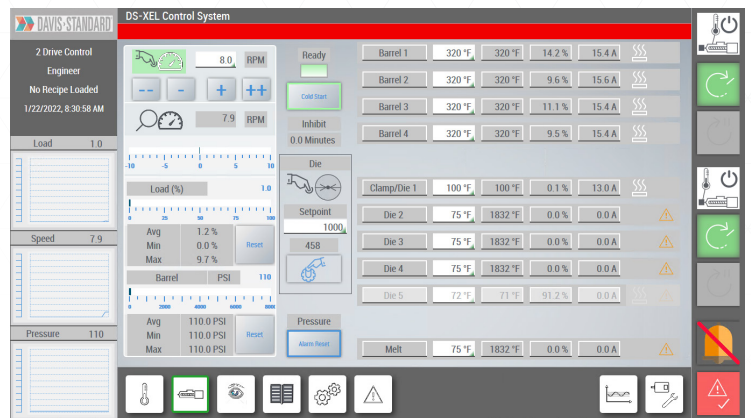 DAVIS-STANDARD
DS-XEL Control System
2 Drive Control
Engineer
No Recipe Loaded
1/22/2022, 8:30:58 AM
Load 1.0
Speed 7.9
Pressure 110
8.0 RPM
-- - + ++
7.9 RPM
-10 -5 0 5 10
Load (%) 1.0
0 25 50 75 100
Avg 1.2 %
Min 0.0 %
Max 9.7 %
Reset
Barrel PSI 110
0 2000 4000 6000 8000
Avg 110.0 PSI
Min 110.0 PSI
Max 110.0 PSI
Reset
Ready
Cold Start
Inhibit
0.0 Minutes
Die
Setpoint
1000
458
Pressure
Alarm Reset
Barrel 1 320 °F 320 °F 14.2 % 15.4 A
Barrel 2 320 °F 320 °F 9.6 % 15.6 A
Barrel 3 320 °F 320 °F 11.1 % 15.4 A
Barrel 4 320 °F 320 °F 9.5 % 15.4 A
Clamp/Die 1 100 °F 100 °F 0.1 % 13.0 A
Die 2 75 °F 1832 °F 0.0 % 0.0 A
Die 3 75 °F 1832 °F 0.0 % 0.0 A
Die 4 75 °F 1832 °F 0.0 % 0.0 A
Die 5 72 °F 71 °F 91.2 % 0.0 A
Melt 75 °F 1832 °F 0.0 % 0.0 A